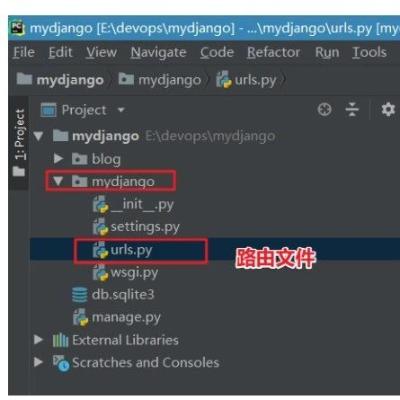 mydjango [E:\devops\mydjango] - ...\mydjango\urls.py [my
File Edit View Navigate Code Refactor Run Tools
mydjango mydjango urls.py
1: Project
Project
mydjango E:\devops\mydjango
blog
mydjango
__init__.py
settings.py
urls.py
路由文件
wsgi.py
db.sqlite3
manage.py
External Libraries
Scratches and Consoles